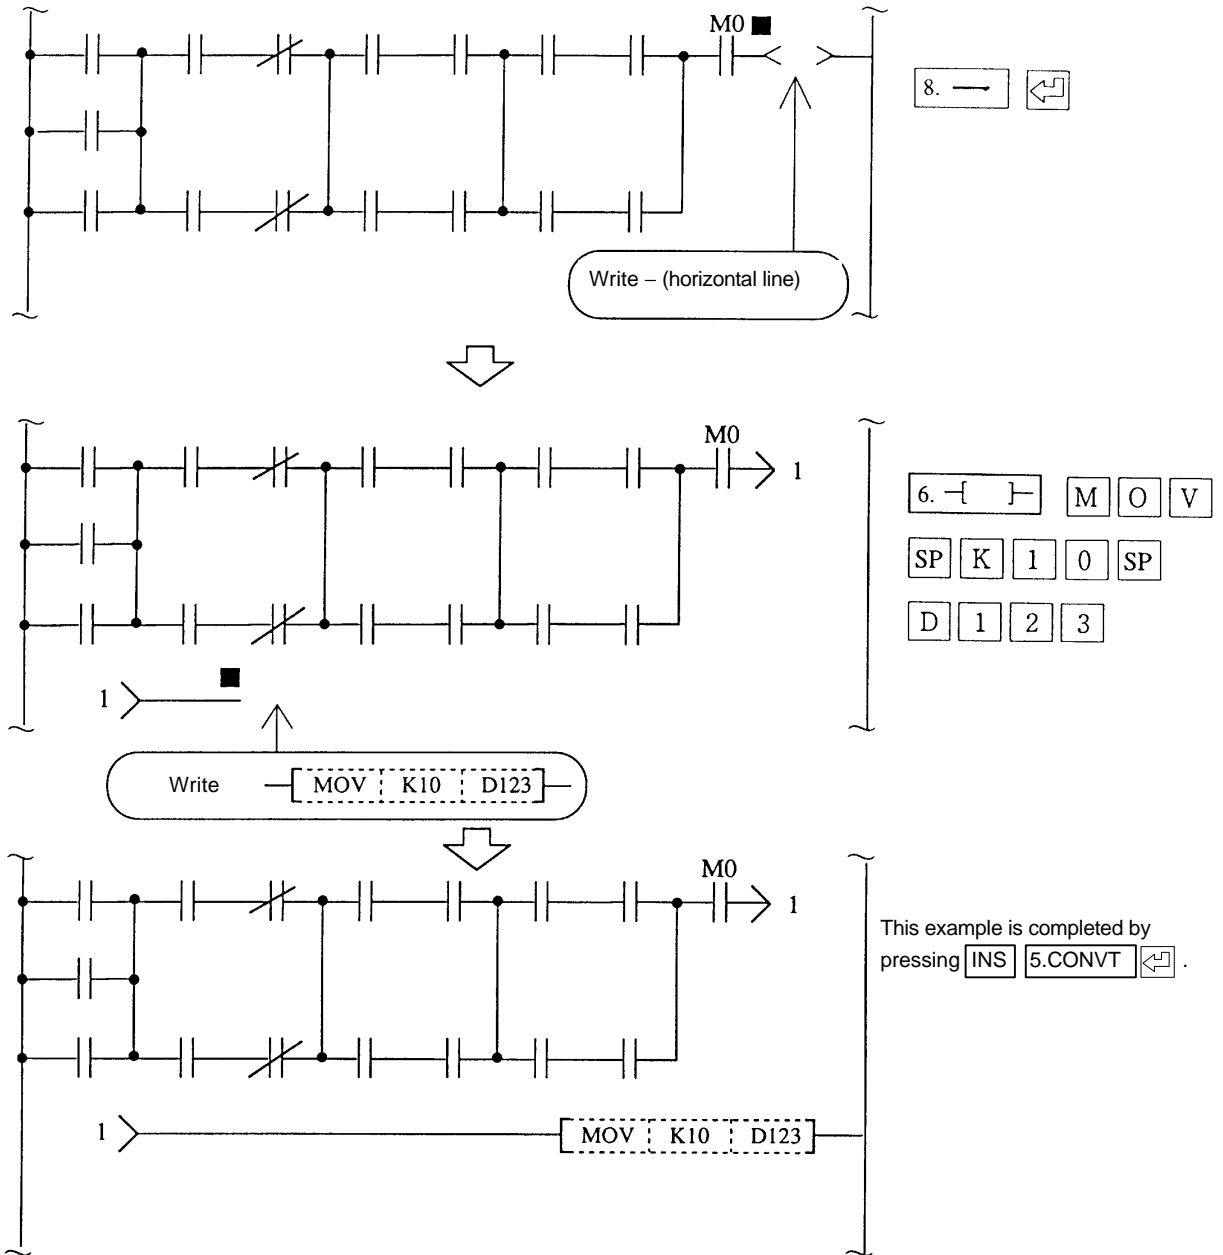 M0
8. —
Write – (horizontal line)
M0
1
6. –[ ]– M O V
SP K 1 0 SP
D 1 2 3
1
Write MOV K10 D123
M0
1
This example is completed by
pressing INS 5.CONVT .
1
MOV K10 D123